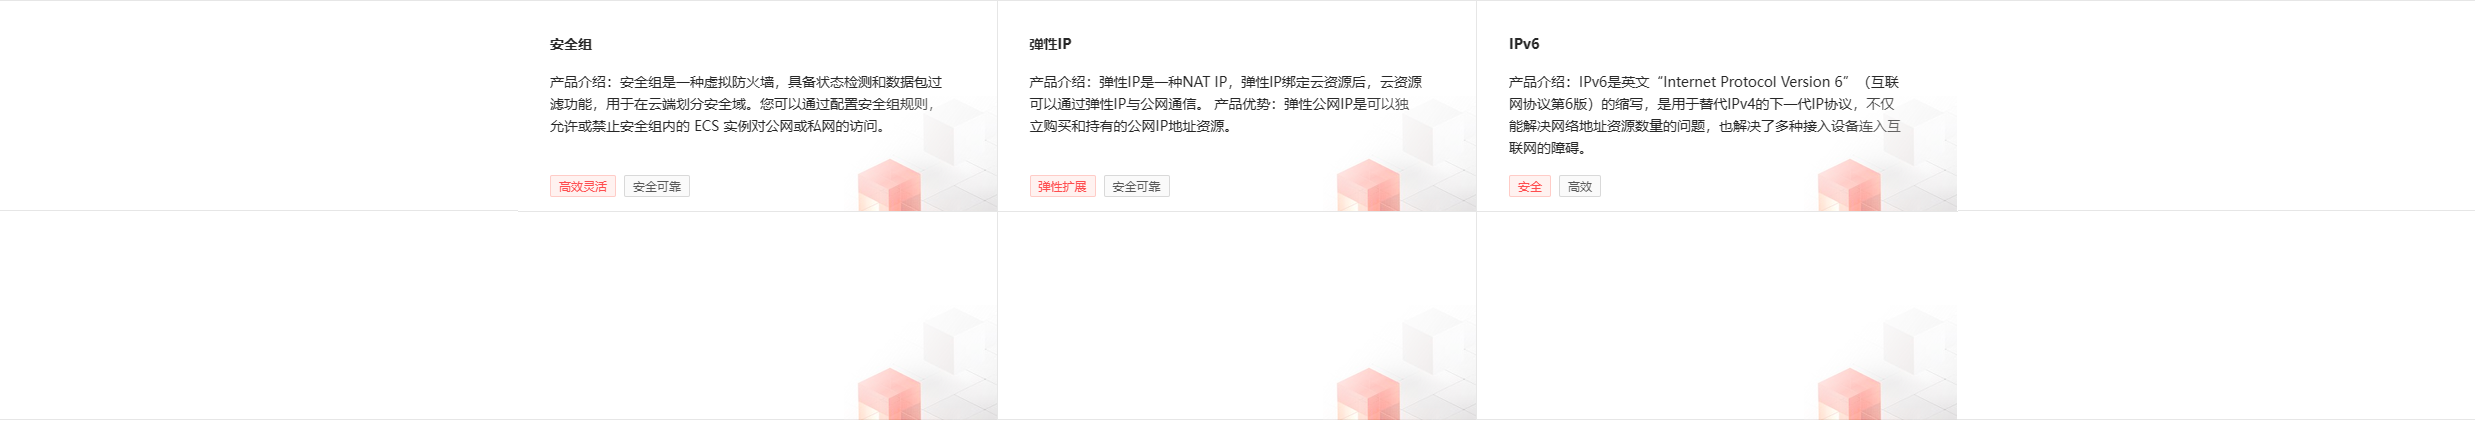 安全组
产品介绍：安全组是一种虚拟防火墙，具备状态检测和数据包过
滤功能，用于在云端划分安全域。您可以通过配置安全组规则，
允许或禁止安全组内的 ECS 实例对公网或私网的访问。
高效灵活
安全可靠
弹性IP
产品介绍：弹性IP是一种NAT IP，弹性IP绑定云资源后，云资源
可以通过弹性IP与公网通信。 产品优势：弹性公网IP是可以独
立购买和持有的公网IP地址资源。
弹性扩展
安全可靠
IPv6
产品介绍：IPv6是英文“Internet Protocol Version 6”（互联
网协议第6版）的缩写，是用于替代IPv4的下一代IP协议，不仅
能解决网络地址资源数量的问题，也解决了多种接入设备连入互
联网的障碍。
安全
高效